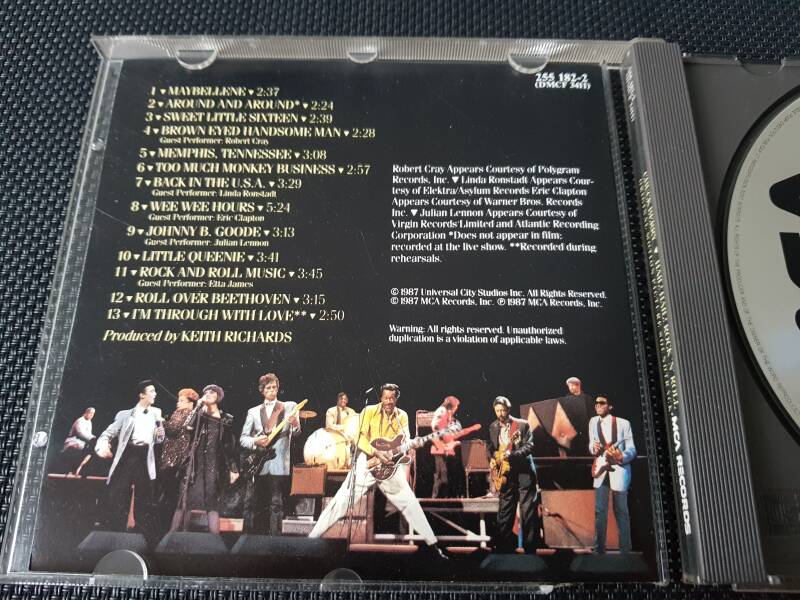 255 182-2
(DMCF 3411)
1 ♥ MAYBELLENE ♥ 2:37
2 ♥ AROUND AND AROUND* ♥ 2:24
3 ♥ SWEET LITTLE SIXTEEN ♥ 2:39
4 ♥ BROWN EYED HANDSOME MAN ♥ 2:28
Guest Performer: Robert Cray
5 ♥ MEMPHIS, TENNESSEE ♥ 3:08
6 ♥ TOO MUCH MONKEY BUSINESS ♥ 2:57
7 ♥ BACK IN THE U.S.A. ♥ 3:29
Guest Performer: Linda Ronstadt
8 ♥ WEE WEE HOURS ♥ 5:24
Guest Performer: Eric Clapton
9 ♥ JOHNNY B. GOODE ♥ 3:13
Guest Performer: Julian Lennon
10 ♥ LITTLE QUEENIE ♥ 3:41
11 ♥ ROCK AND ROLL MUSIC ♥ 3:45
Guest Performer: Etta James
12 ♥ ROLL OVER BEETHOVEN ♥ 3:15
13 ♥ I'M THROUGH WITH LOVE** ♥ 2:50
Produced by KEITH RICHARDS
Robert Cray Appears Courtesy of Polygram
Records, Inc. ♥ Linda Ronstadt Appears Cour-
tesy of Elektra/Asylum Records Eric Clapton
Appears Courtesy of Warner Bros. Records
Inc. ♥ Julian Lennon Appears Courtesy of
Virgin Records Limited and Atlantic Recording
Corporation *Does not appear in film:
recorded at the live show. **Recorded during
rehearsals.
© 1987 Universal City Studios Inc. All Rights Reserved.
© 1987 MCA Records, Inc. ℗ 1987 MCA Records, Inc.
Warning: All rights reserved. Unauthorized
duplication is a violation of applicable laws.
MCA RECORDS